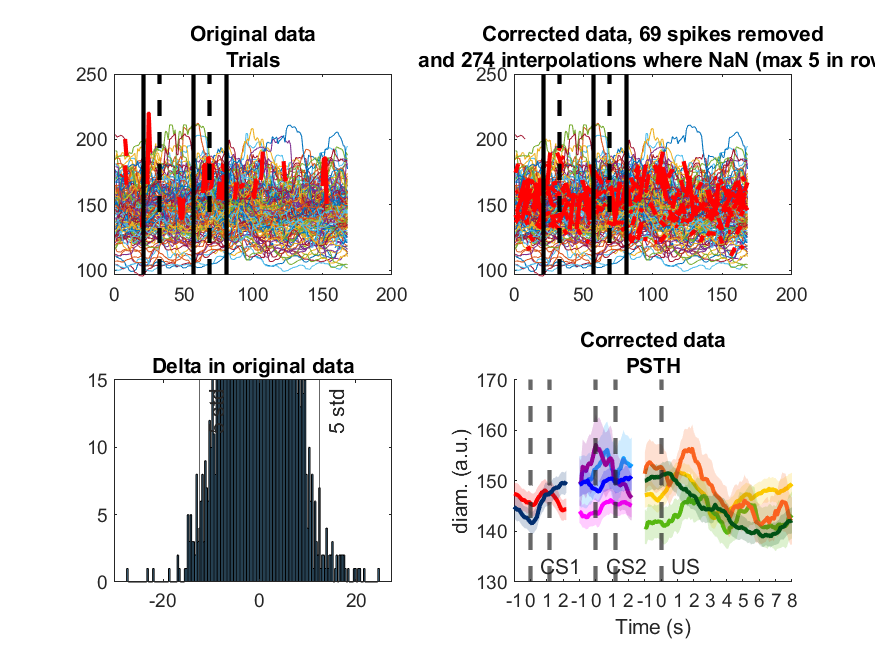 Original data
Trials
250
200
150
100
0
50
100
150
200
Corrected data, 69 spikes removed
and 274 interpolations where NaN (max 5 in row
250
200
150
100
0
50
100
150
200
Delta in original data
15
10
5
0
-20
0
20
std
5 std
Corrected data
PSTH
170
160
150
140
130
diam. (a.u.)
CS1
CS2
US
-1 0 1 2 -1 0 1 2 -1 0 1 2 3 4 5 6 7 8
Time (s)